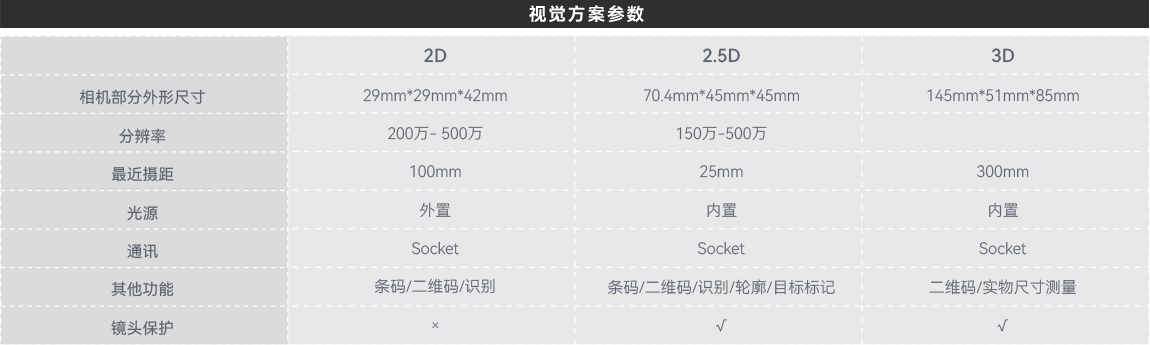 视觉方案参数
2D 2.5D 3D
相机部分外形尺寸 29mm*29mm*42mm 70.4mm*45mm*45mm 145mm*51mm*85mm
分辨率 200万- 500万 150万-500万
最近摄距 100mm 25mm 300mm
光源 外置 内置 内置
通讯 Socket Socket Socket
其他功能 条码/二维码/识别 条码/二维码/识别/轮廓/目标标记 二维码/实物尺寸测量
镜头保护 × √ √